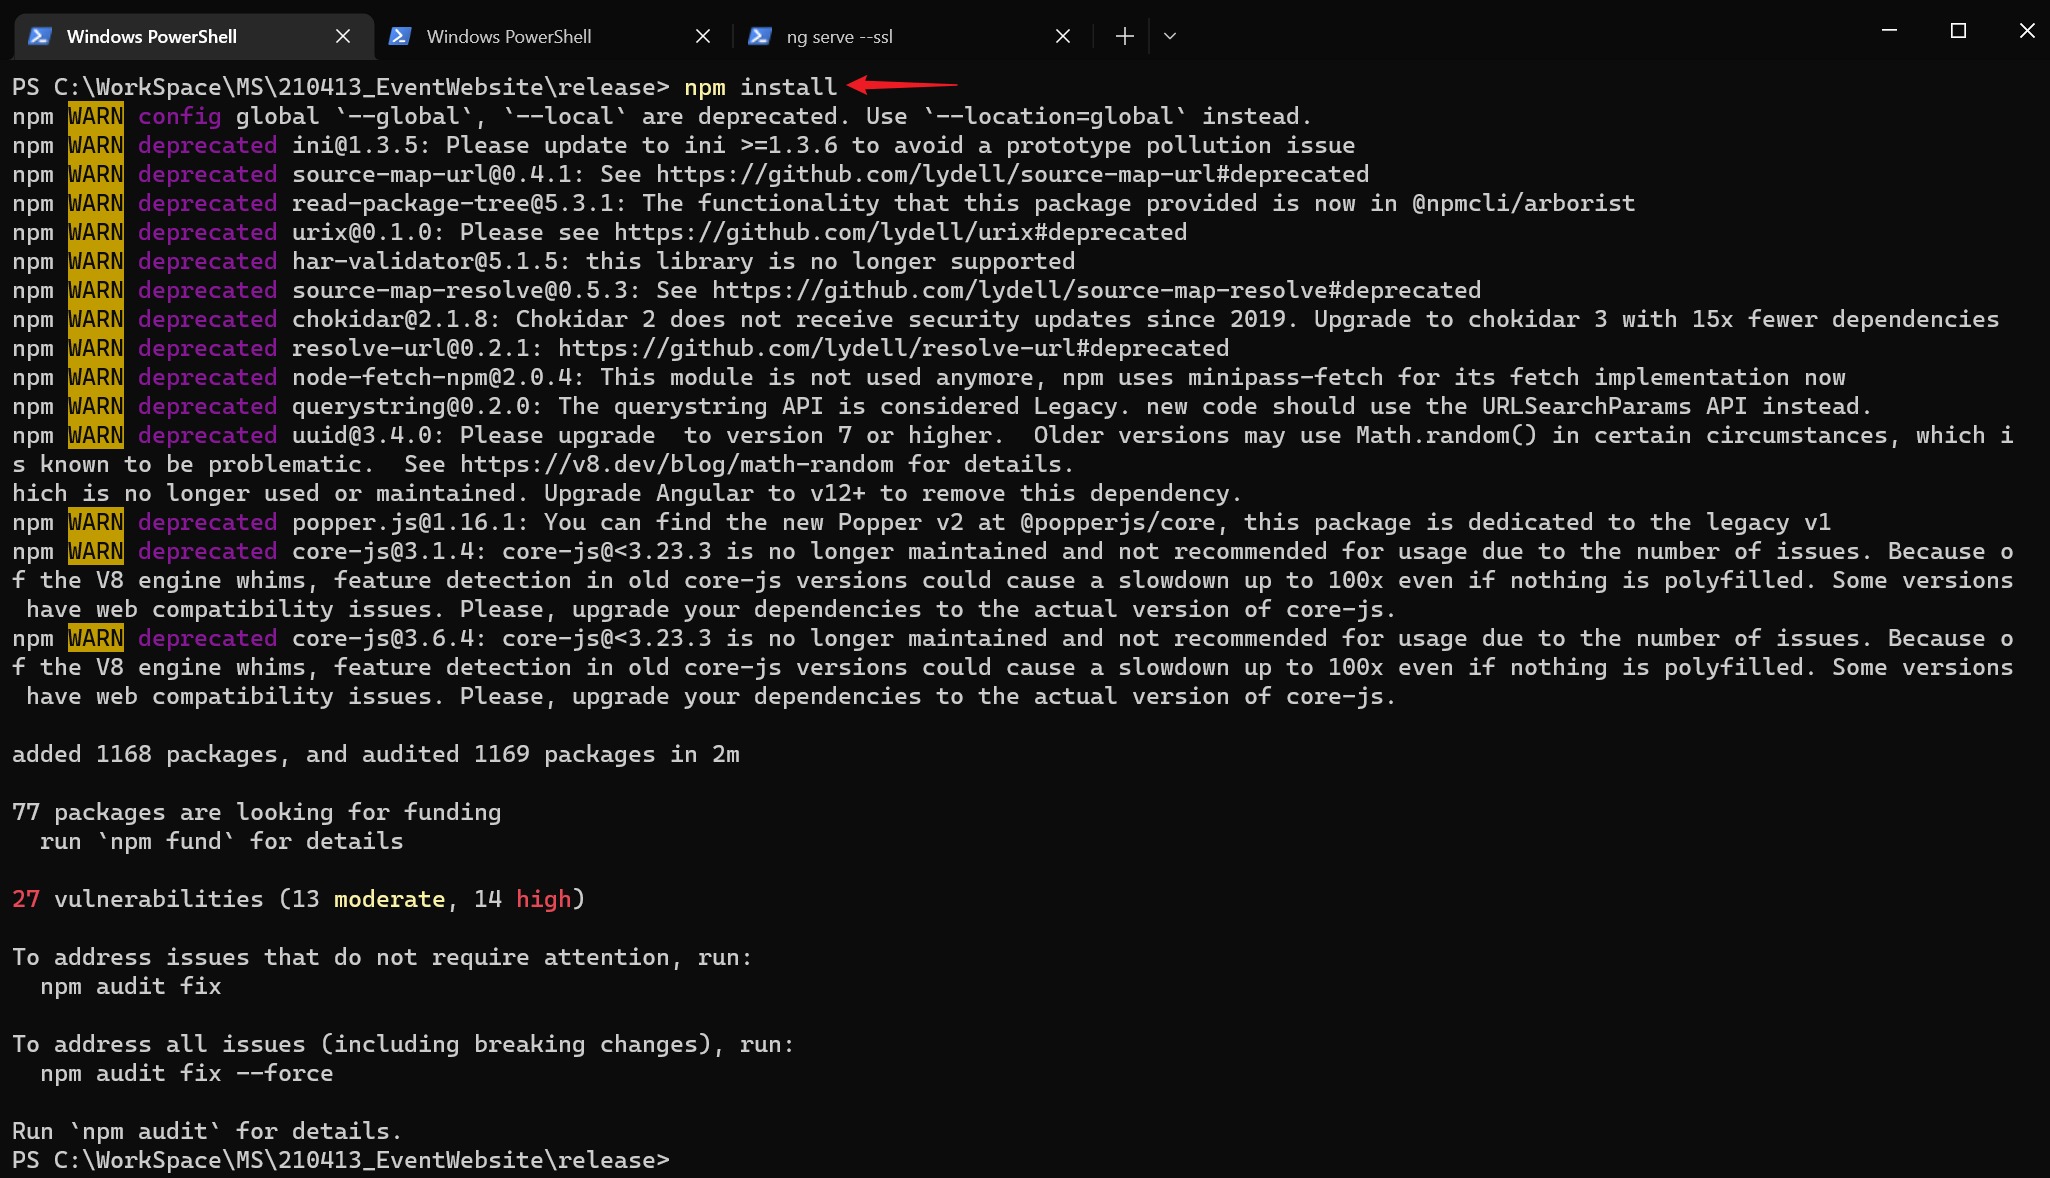 Windows PowerShell
Windows PowerShell
ng serve --ssl
PS C:\WorkSpace\MS\210413_EventWebsite\release> npm install
npm WARN config global `--global`, `--local` are deprecated. Use `--location=global` instead.
npm WARN deprecated ini@1.3.5: Please update to ini >=1.3.6 to avoid a prototype pollution issue
npm WARN deprecated source-map-url@0.4.1: See https://github.com/lydell/source-map-url#deprecated
npm WARN deprecated read-package-tree@5.3.1: The functionality that this package provided is now in @npmcli/arborist
npm WARN deprecated urix@0.1.0: Please see https://github.com/lydell/urix#deprecated
npm WARN deprecated har-validator@5.1.5: this library is no longer supported
npm WARN deprecated source-map-resolve@0.5.3: See https://github.com/lydell/source-map-resolve#deprecated
npm WARN deprecated chokidar@2.1.8: Chokidar 2 does not receive security updates since 2019. Upgrade to chokidar 3 with 15x fewer dependencies
npm WARN deprecated resolve-url@0.2.1: https://github.com/lydell/resolve-url#deprecated
npm WARN deprecated node-fetch-npm@2.0.4: This module is not used anymore, npm uses minipass-fetch for its fetch implementation now
npm WARN deprecated querystring@0.2.0: The querystring API is considered Legacy. new code should use the URLSearchParams API instead.
npm WARN deprecated uuid@3.4.0: Please upgrade  to version 7 or higher.  Older versions may use Math.random() in certain circumstances, which i
s known to be problematic.  See https://v8.dev/blog/math-random for details.
hich is no longer used or maintained. Upgrade Angular to v12+ to remove this dependency.
npm WARN deprecated popper.js@1.16.1: You can find the new Popper v2 at @popperjs/core, this package is dedicated to the legacy v1
npm WARN deprecated core-js@3.1.4: core-js@<3.23.3 is no longer maintained and not recommended for usage due to the number of issues. Because o
f the V8 engine whims, feature detection in old core-js versions could cause a slowdown up to 100x even if nothing is polyfilled. Some versions
 have web compatibility issues. Please, upgrade your dependencies to the actual version of core-js.
npm WARN deprecated core-js@3.6.4: core-js@<3.23.3 is no longer maintained and not recommended for usage due to the number of issues. Because o
f the V8 engine whims, feature detection in old core-js versions could cause a slowdown up to 100x even if nothing is polyfilled. Some versions
 have web compatibility issues. Please, upgrade your dependencies to the actual version of core-js.
added 1168 packages, and audited 1169 packages in 2m
77 packages are looking for funding
  run `npm fund` for details
27 vulnerabilities (13 moderate, 14 high)
To address issues that do not require attention, run:
  npm audit fix
To address all issues (including breaking changes), run:
  npm audit fix --force
Run `npm audit` for details.
PS C:\WorkSpace\MS\210413_EventWebsite\release>